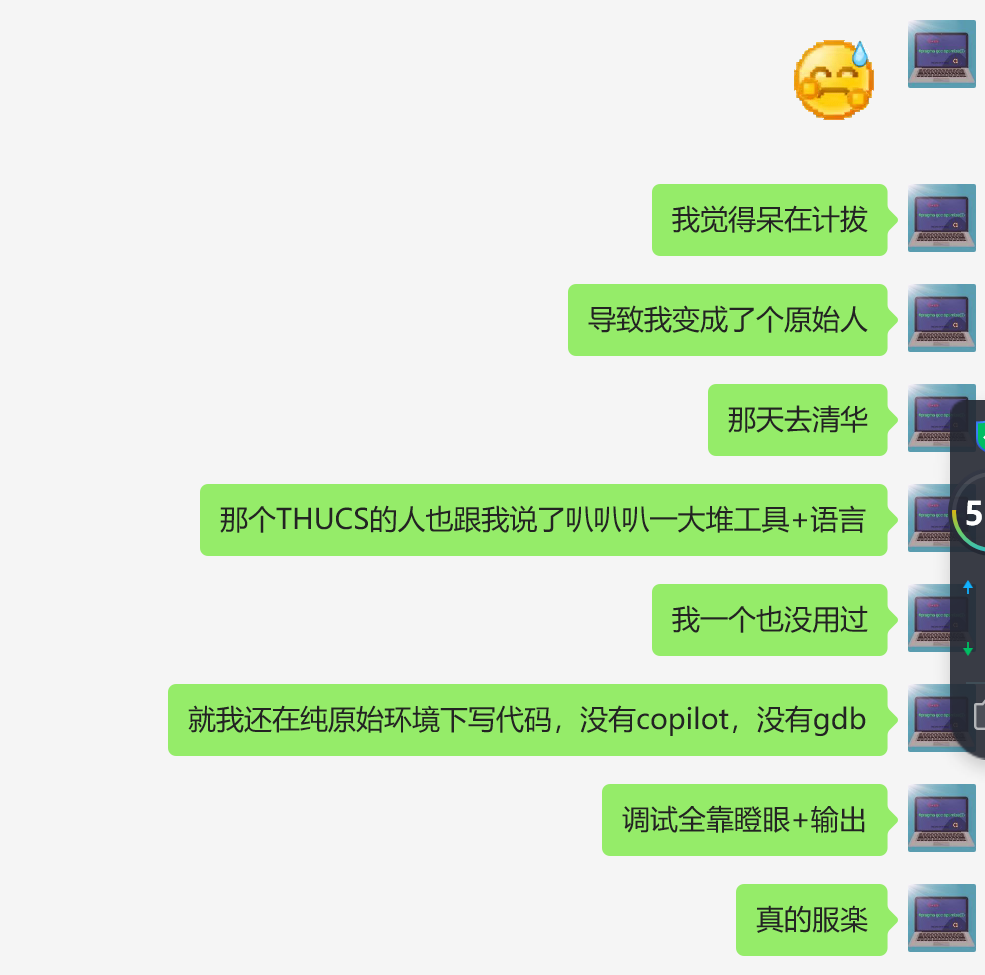 我觉得呆在计拔
导致我变成了个原始人
那天去清华
那个THUCS的人也跟我说了叭叭叭一大堆工具+语言
我一个也没用过
5
就我还在纯原始环境下写代码，没有copilot，没有gdb
调试全靠瞪眼+输出
真的服楽